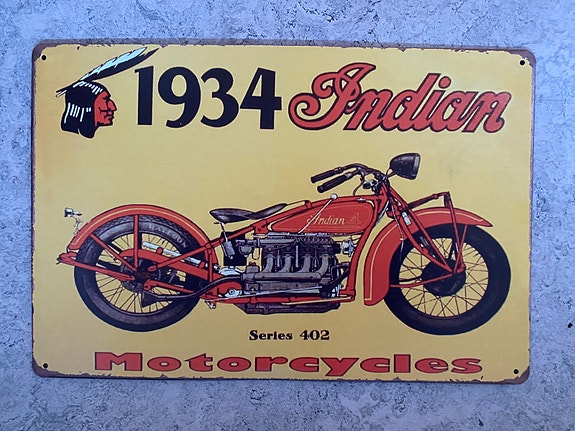 1934 Indian
Indian
Series 402
Motorcycles